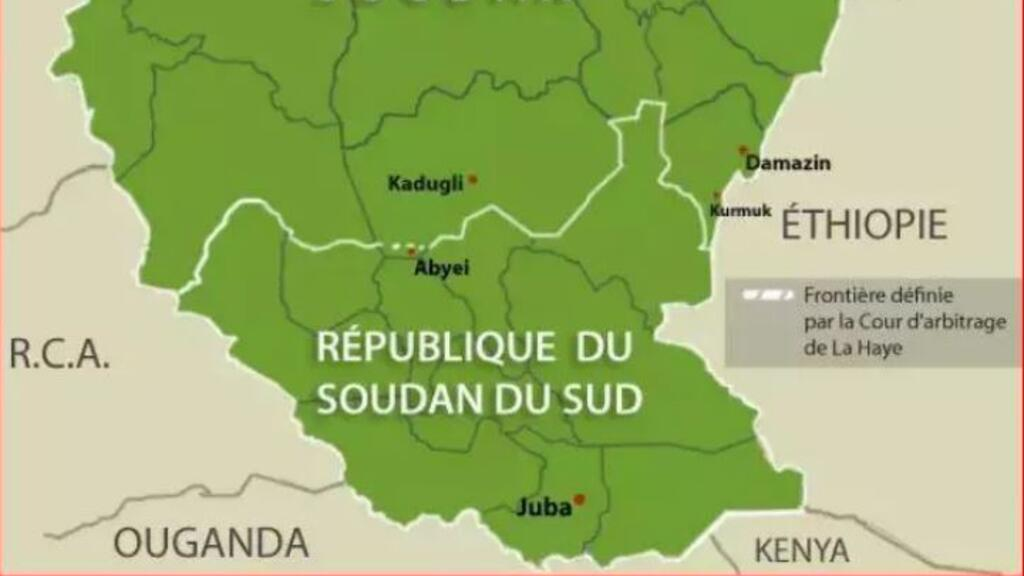 Kadugli
Damazin
Kurmuk
ÉTHIOPIE
Abyei
Frontière définie
par la Cour d'arbitrage
de La Haye
R.C.A.
RÉPUBLIQUE DU
SOUDAN DU SUD
Juba
OUGANDA
KENYA